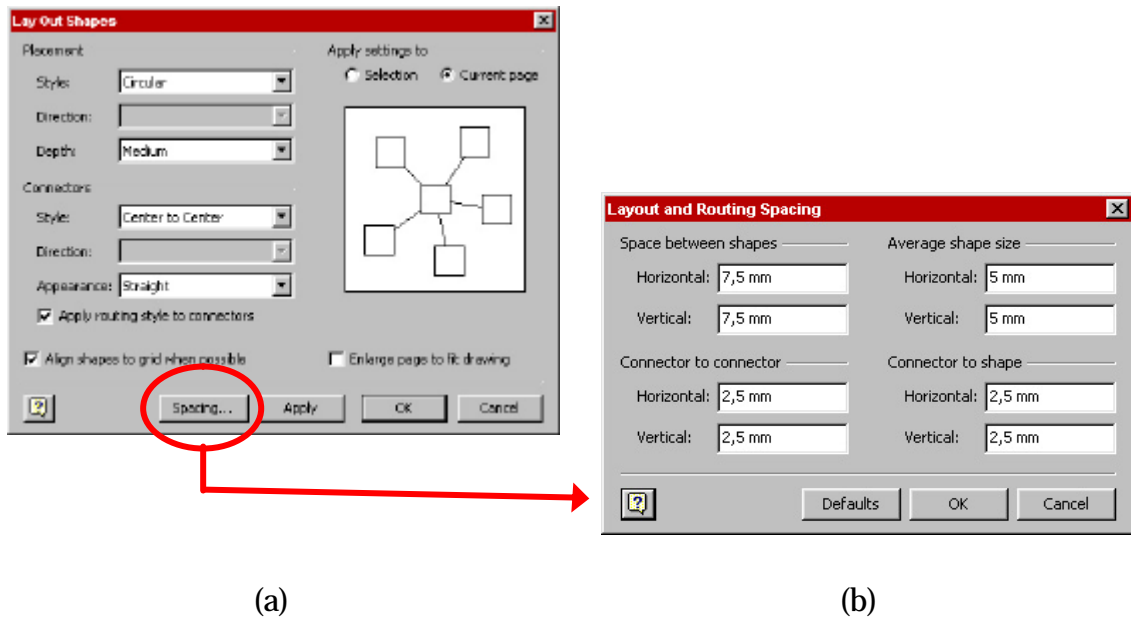 Lay Out Shapes
Placement
Style: Circular
Direction:
Depth: Medium
Connectors
Style: Center to Center
Direction:
Appearance: Straight
Apply routing style to connectors
Align shapes to grid when possible
Apply settings to
Selection Current page
Enlarge page to fit drawing
Spacing... Apply OK Cancel
Layout and Routing Spacing
Space between shapes
Horizontal: 7,5 mm
Vertical: 7,5 mm
Average shape size
Horizontal: 5 mm
Vertical: 5 mm
Connector to connector
Horizontal: 2,5 mm
Vertical: 2,5 mm
Connector to shape
Horizontal: 2,5 mm
Vertical: 2,5 mm
Defaults OK Cancel
(a)
(b)